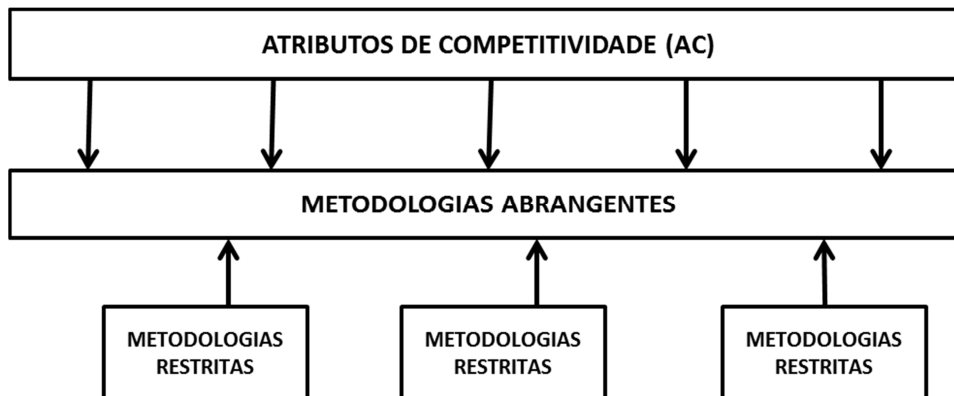 ATRIBUTOS DE COMPETITIVIDADE (AC)
METODOLOGIAS ABRANGENTES
METODOLOGIAS
RESTRITAS
METODOLOGIAS
RESTRITAS
METODOLOGIAS
RESTRITAS